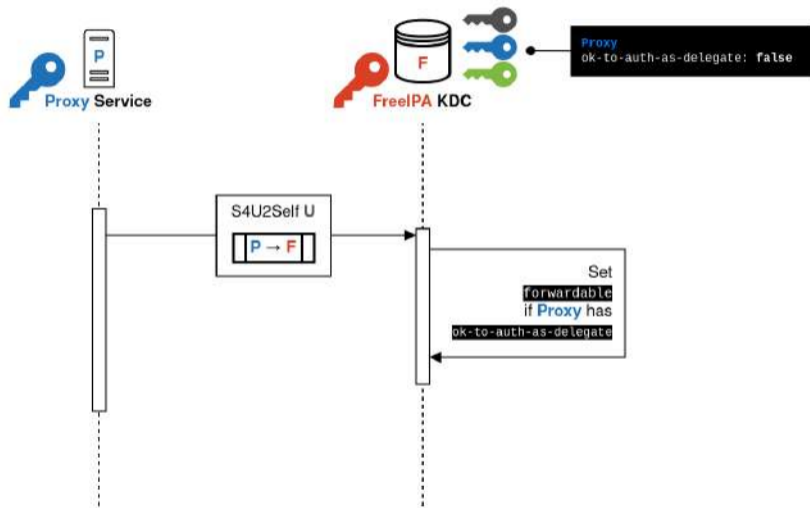 P
Proxy Service
F
FreeIPA KDC
Proxy
ok-to-auth-as-delegate: false
S4U2Self U
P → F
Set
forwardable
if Proxy has
ok-to-auth-as-delegate